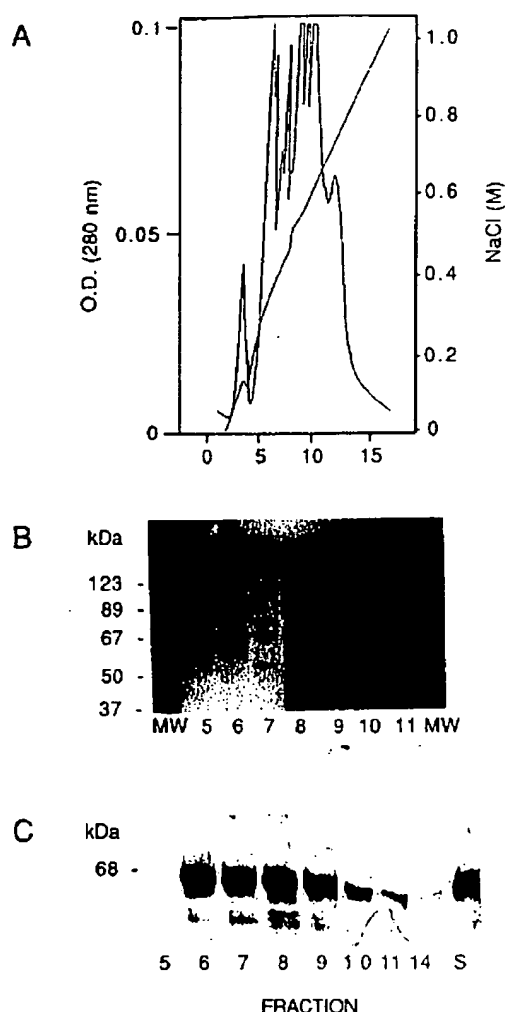 A
O.D. (280 nm)
0.1
0.05
0
NaCl (M)
1.0
0.8
0.6
0.4
0.2
0
0 5 10 15
B
kDa
123 -
89 -
67 -
50 -
37 -
MW 5 6 7 8 9 10 11 MW
C
kDa
68 -
5 6 7 8 9 10 11 14 S
FRACTION